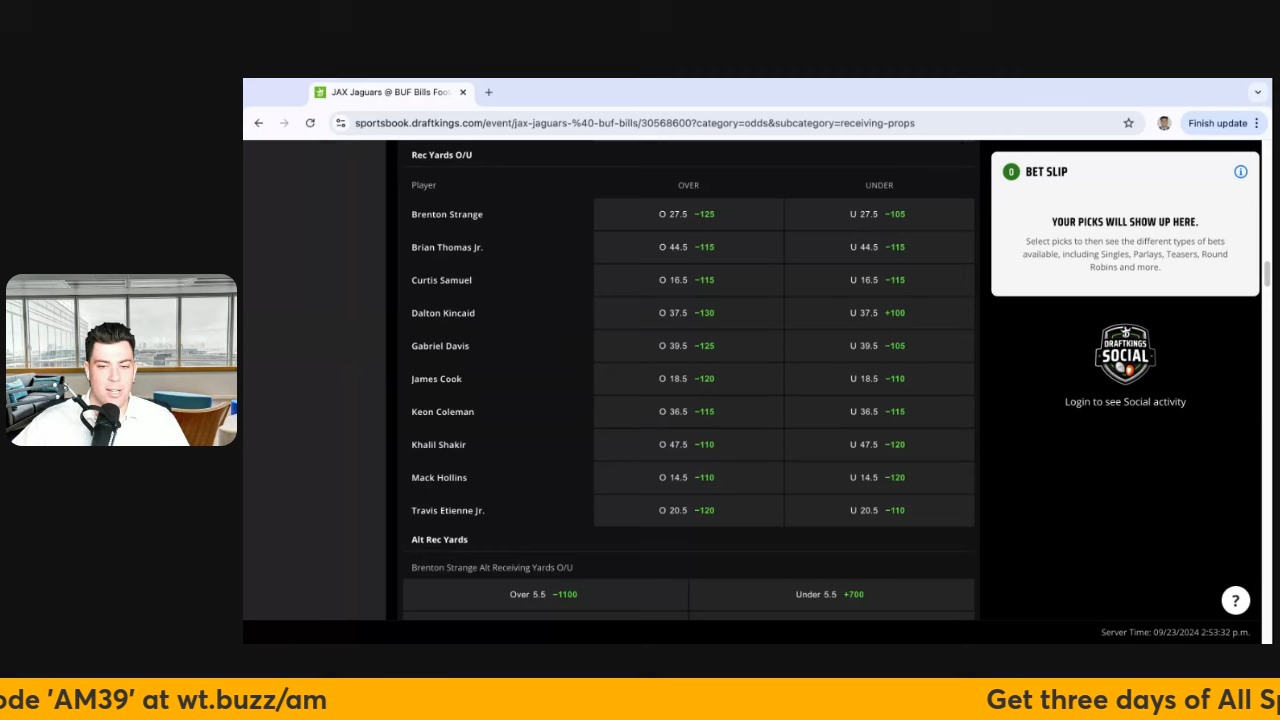 JAX Jaguars @ BUF Bills Foo
sportsbook.draftkings.com/event/jax-jaguars-%40-buf-bills/30568600?category=odds&subcategory=receiving-props
Finish update
Rec Yards O/U
Player OVER UNDER
Brenton Strange O 27.5 −125 U 27.5 −105
Brian Thomas Jr. O 44.5 −115 U 44.5 −115
Curtis Samuel O 16.5 −115 U 16.5 −115
Dalton Kincaid O 37.5 −130 U 37.5 +100
Gabriel Davis O 39.5 −125 U 39.5 −105
James Cook O 18.5 −120 U 18.5 −110
Keon Coleman O 36.5 −115 U 36.5 −115
Khalil Shakir O 47.5 −110 U 47.5 −120
Mack Hollins O 14.5 −110 U 14.5 −120
Travis Etienne Jr. O 20.5 −120 U 20.5 −110
Alt Rec Yards
Brenton Strange Alt Receiving Yards O/U
Over 5.5 −1100 Under 5.5 +700
0 BET SLIP
YOUR PICKS WILL SHOW UP HERE.
Select picks to then see the different types of bets
available, including Singles, Parlays, Teasers, Round
Robins and more.
DRAFTKINGS
SOCIAL
Login to see Social activity
?
Server Time: 09/23/2024 2:53:32 p.m.
ode 'AM39' at wt.buzz/am
Get three days of All Sp